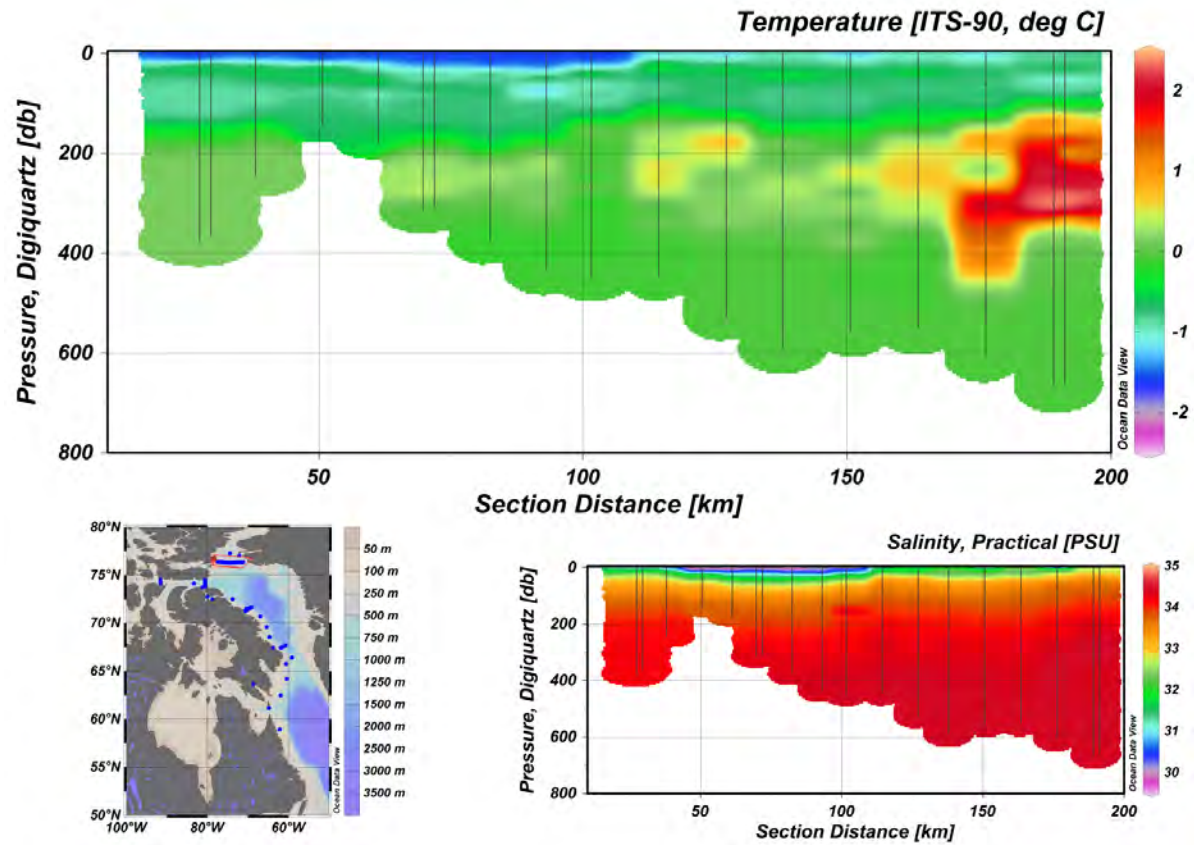 Temperature [ITS-90, deg C]
Pressure, Digiquartz [db]
0
200
400
600
800
50
100
150
200
Section Distance [km]
2
1
0
-1
-2
Ocean Data View
80°N
75°N
70°N
65°N
60°N
55°N
50°N
100°W
80°W
60°W
50 m
100 m
250 m
500 m
750 m
1000 m
1250 m
1500 m
2000 m
2500 m
3000 m
3500 m
Ocean Data View
Salinity, Practical [PSU]
Pressure, Digiquartz [db]
0
200
400
600
800
50
100
150
200
Section Distance [km]
35
34
33
32
31
30
Ocean Data View